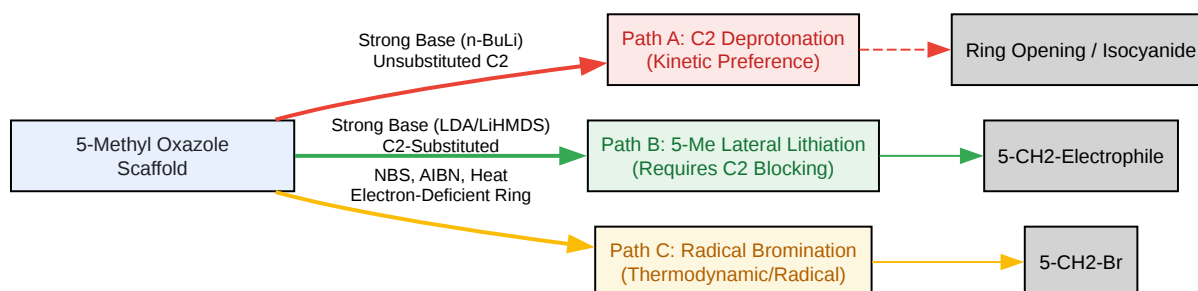 5-Methyl Oxazole
Scaffold
Strong Base (n-BuLi)
Unsubstituted C2
Path A: C2 Deprotonation
(Kinetic Preference)
Ring Opening / Isocyanide
Strong Base (LDA/LiHMDS)
C2-Substituted
Path B: 5-Me Lateral Lithiation
(Requires C2 Blocking)
5-CH2-Electrophile
NBS, AIBN, Heat
Electron-Deficient Ring
Path C: Radical Bromination
(Thermodynamic/Radical)
5-CH2-Br